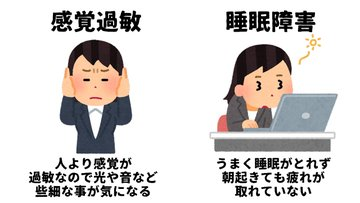 感覚過敏
人より感覚が
過敏なので光や音など
些細な事が気になる
睡眠障害
うまく睡眠がとれず
朝起きても疲れが
取れていない